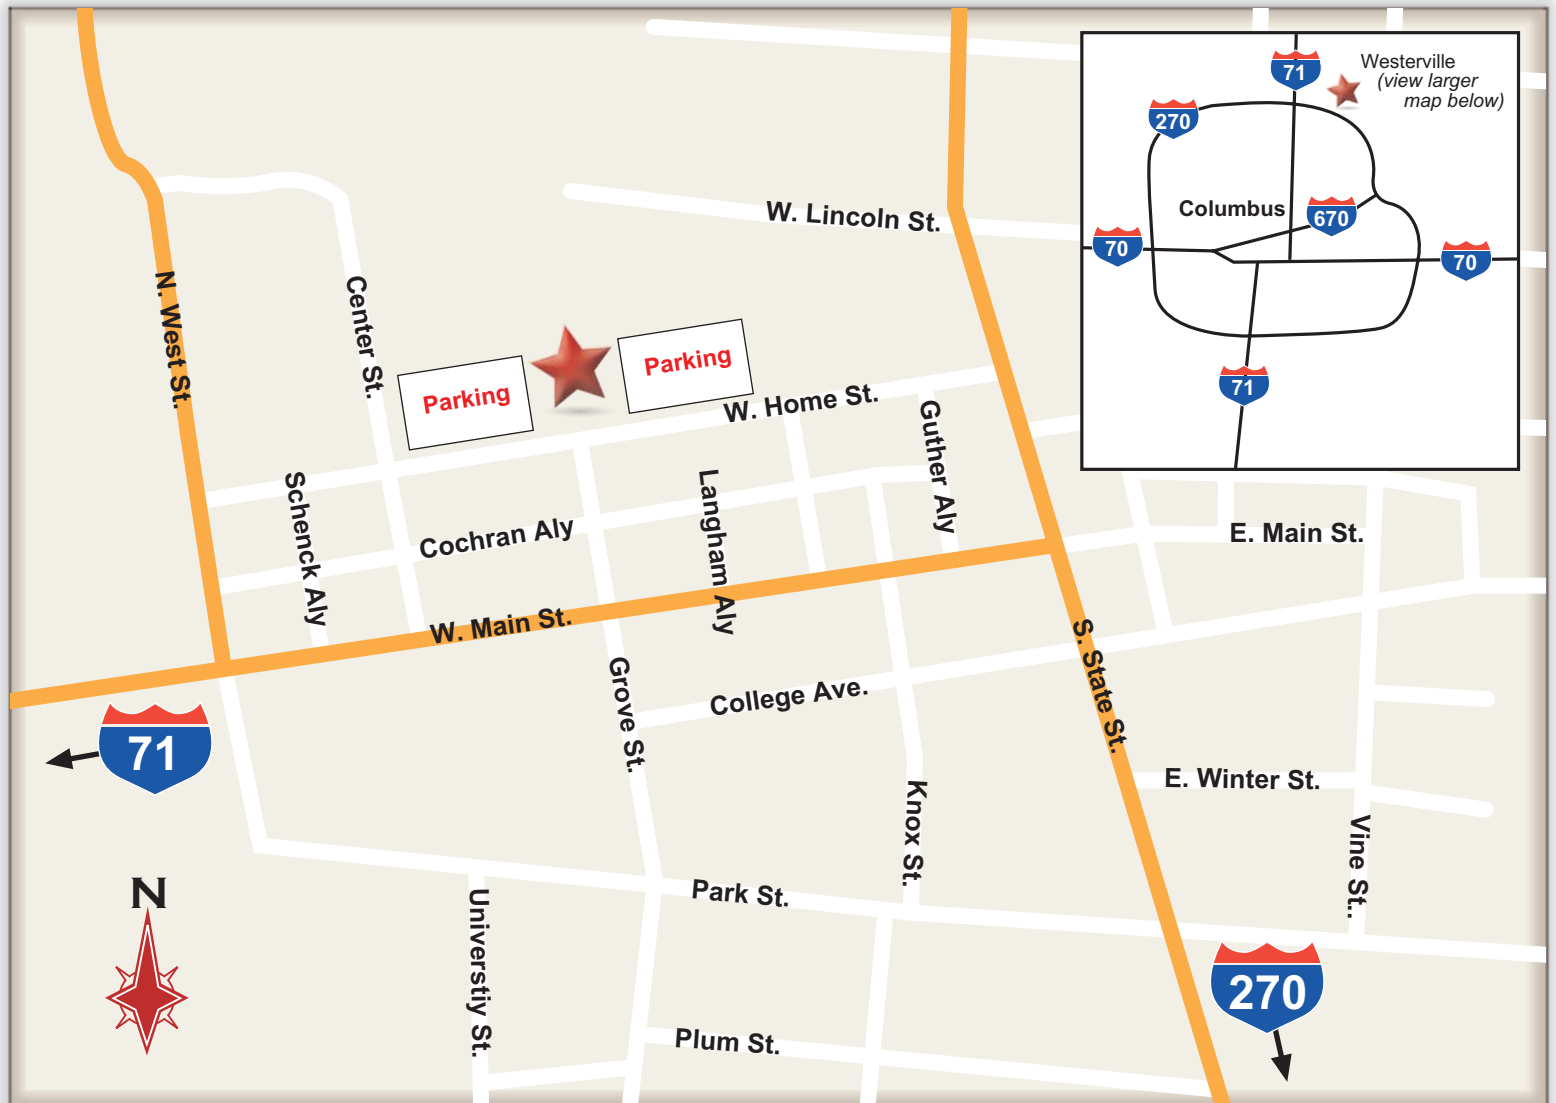 71
Westerville
(view larger
map below)
270
Columbus
670
70
70
71
W. Lincoln St.
N. West St.
Center St.
Parking
Parking
W. Home St.
Guther Aly
Schenck Aly
Cochran Aly
Langham Aly
E. Main St.
W. Main St.
S. State St.
Grove St.
College Ave.
71
E. Winter St.
Knox St.
Vine St..
N
Park St.
Universtiy St.
270
Plum St.